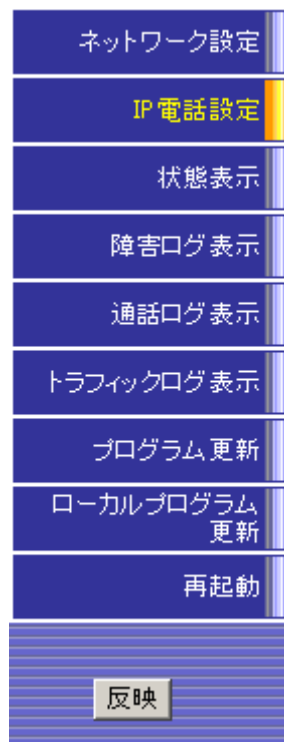 ネットワーク設定
IP電話設定
状態表示
障害ログ表示
通話ログ表示
トラフィックログ表示
プログラム更新
ローカルプログラム
更新
再起動
反映